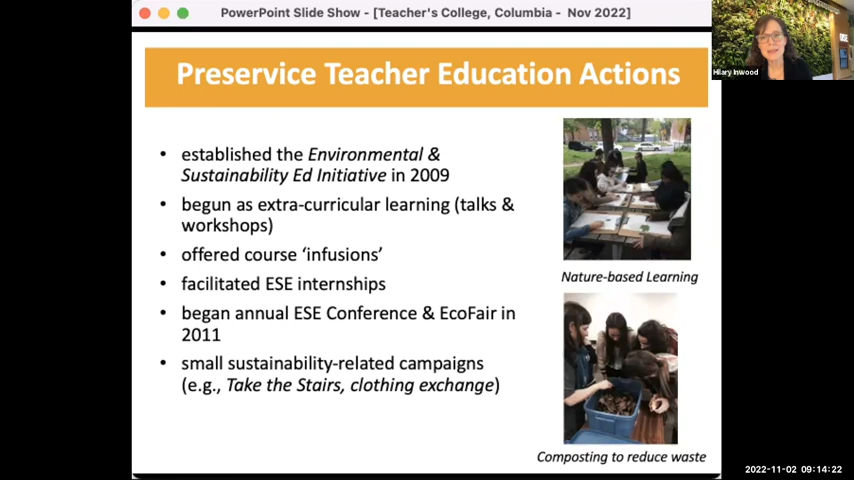 PowerPoint Slide Show - [Teacher's College, Columbia - Nov 2022]
Hilary Inwood
Preservice Teacher Education Actions
• established the Environmental &
Sustainability Ed Initiative in 2009
• begun as extra-curricular learning (talks &
workshops)
• offered course ‘infusions’
• facilitated ESE internships
• began annual ESE Conference & EcoFair in
2011
• small sustainability-related campaigns
(e.g., Take the Stairs, clothing exchange)
Nature-based Learning
Composting to reduce waste
2022-11-02 09:14:22